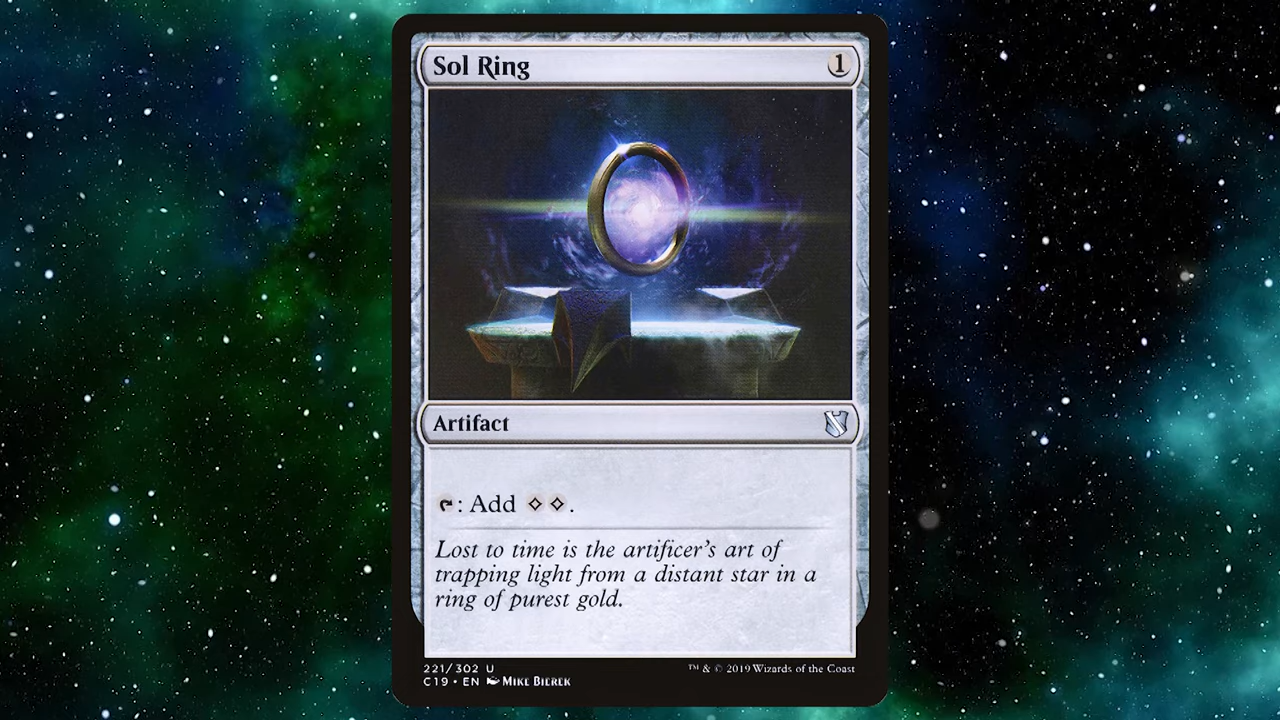 Sol Ring 1
Artifact
: Add .
Lost to time is the artificer's art of
trapping light from a distant star in a
ring of purest gold.
221/302 U
™ & © 2019 Wizards of the Coast
C19 • EN Mike Bierek